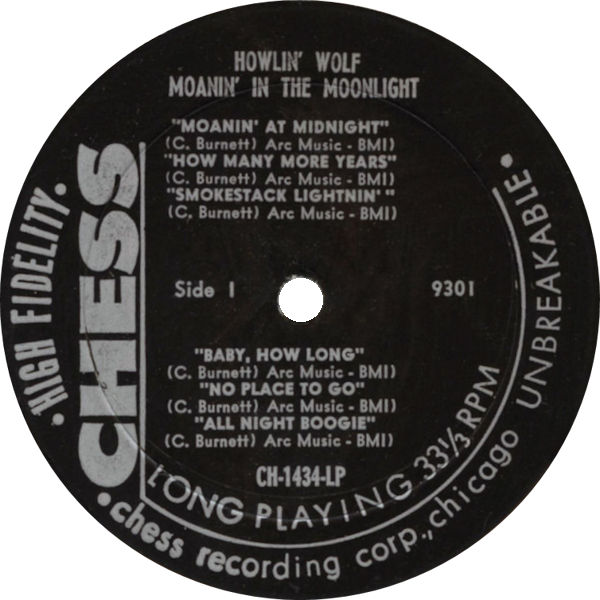 HOWLIN' WOLF
MOANIN' IN THE MOONLIGHT
"MOANIN' AT MIDNIGHT"
(C. Burnett) Arc Music - BMI)
"HOW MANY MORE YEARS"
(C. Burnett) Arc Music - BMI)
"SMOKESTACK LIGHTNIN' "
(C. Burnett) Arc Music - BMI)
Side 1
9301
"BABY, HOW LONG"
(C. Burnett) Arc Music - BMI)
"NO PLACE TO GO"
(C. Burnett) Arc Music - BMI)
"ALL NIGHT BOOGIE"
(C. Burnett) Arc Music - BMI)
CH-1434-LP
LONG PLAYING 33⅓ RPM
CHESS
• HIGH FIDELITY •
• chess recording corp., chicago UNBREAKABLE •